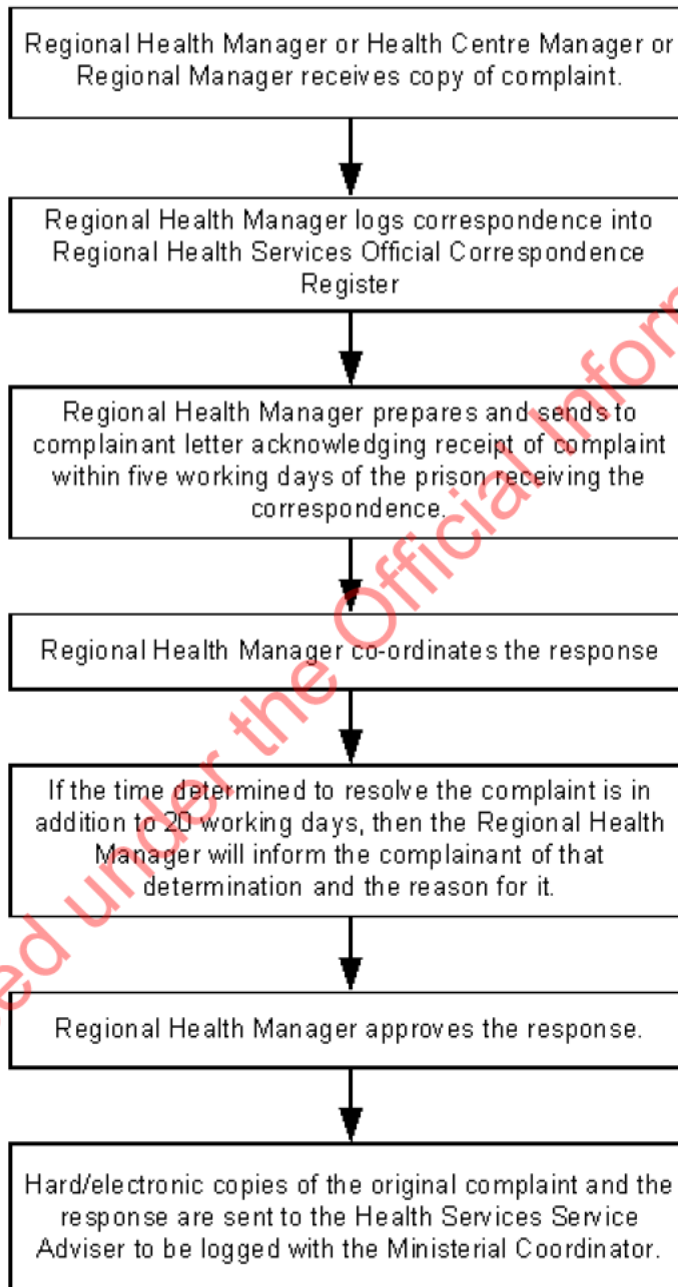 Regional Health Manager or Health Centre Manager or
Regional Manager receives copy of complaint.
Regional Health Manager logs correspondence into
Regional Health Services Official Correspondence
Register
Regional Health Manager prepares and sends to
complainant letter acknowledging receipt of complaint
within five working days of the prison receiving the
correspondence.
Regional Health Manager co-ordinates the response
If the time determined to resolve the complaint is in
addition to 20 working days, then the Regional Health
Manager will inform the complainant of that
determination and the reason for it.
Regional Health Manager approves the response.
Hard/electronic copies of the original complaint and the
response are sent to the Health Services Service
Adviser to be logged with the Ministerial Coordinator.
under the Official